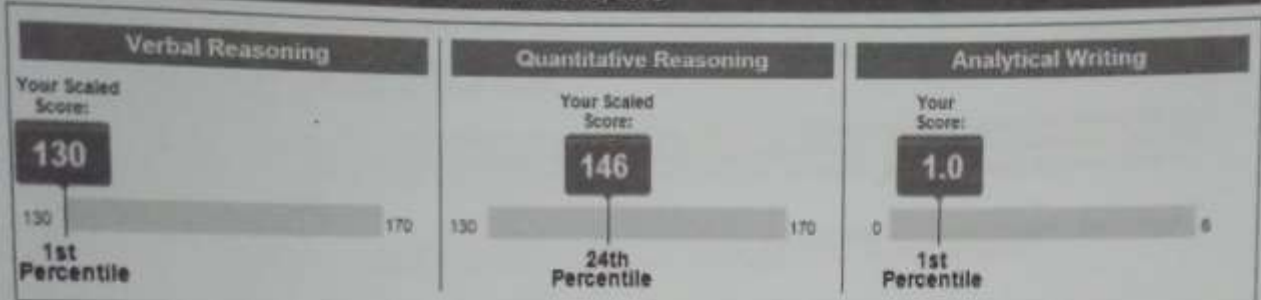 Verbal Reasoning
Your Scaled
Score:
130
130
170
1st
Percentile
Quantitative Reasoning
Your Scaled
Score:
146
130
170
24th
Percentile
Analytical Writing
Your
Score:
1.0
0
6
1st
Percentile